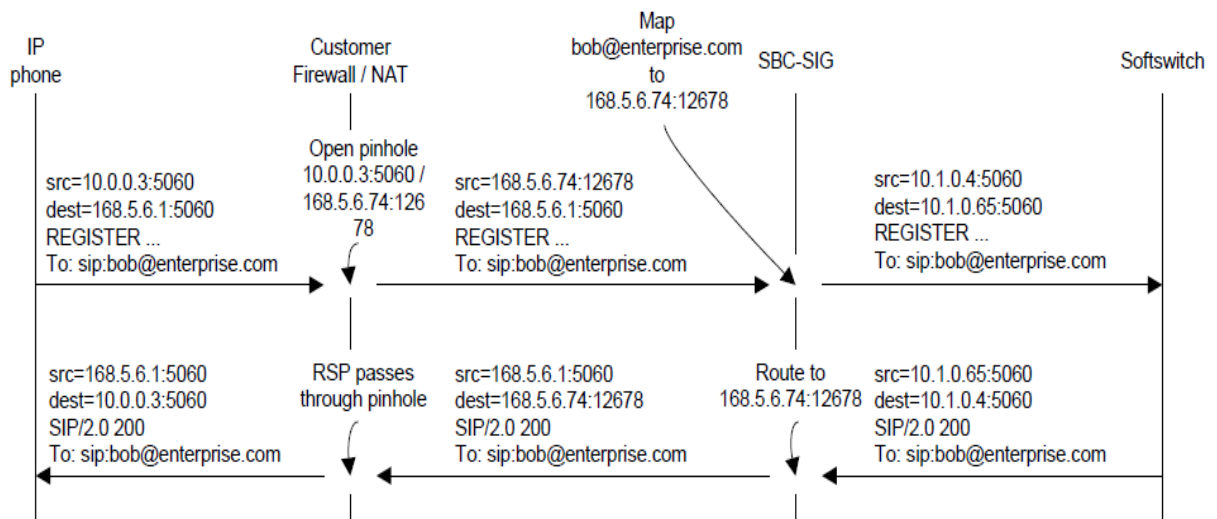 IP
phone
Customer
Firewall / NAT
Map
bob@enterprise.com
to
168.5.6.74:12678
SBC-SIG
Softswitch
src=10.0.0.3:5060
dest=168.5.6.1:5060
REGISTER ...
To: sip:bob@enterprise.com
Open pinhole
10.0.0.3:5060 /
168.5.6.74:126
78
src=168.5.6.74:12678
dest=168.5.6.1:5060
REGISTER ...
To: sip:bob@enterprise.com
src=10.1.0.4:5060
dest=10.1.0.65:5060
REGISTER ...
To: sip:bob@enterprise.com
src=168.5.6.1:5060
dest=10.0.0.3:5060
SIP/2.0 200
To: sip:bob@enterprise.com
RSP passes
through pinhole
src=168.5.6.1:5060
dest=168.5.6.74:12678
SIP/2.0 200
To: sip:bob@enterprise.com
Route to
168.5.6.74:12678
src=10.1.0.65:5060
dest=10.1.0.4:5060
SIP/2.0 200
To: sip:bob@enterprise.com